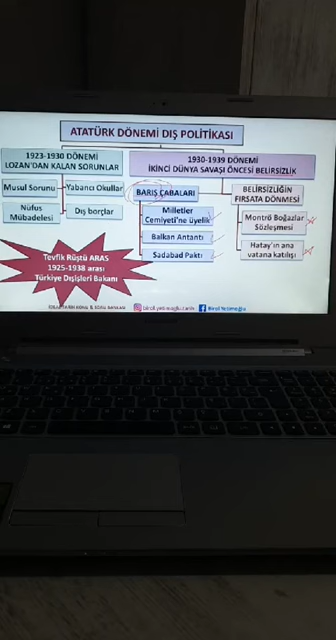 ATATÜRK DÖNEMİ DIŞ POLİTİKASI
1923-1930 DÖNEMİ
LOZAN'DAN KALAN SORUNLAR
Musul Sorunu
Yabancı Okullar
Nüfus
Mübadelesi
Dış borçlar
1930-1939 DÖNEMİ
İKİNCİ DÜNYA SAVAŞI ÖNCESİ BELİRSİZLİK
BARIŞ ÇABALARI
Milletler
Cemiyeti'ne üyelik
Balkan Antantı
Sadabad Paktı
BELİRSİZLİĞİN
FIRSATA DÖNMESİ
Montrö Boğazlar
Sözleşmesi
Hatay'ın ana
vatana katılışı
Tevfik Rüştü ARAS
1925-1938 arası
Türkiye Dışişleri Bakanı